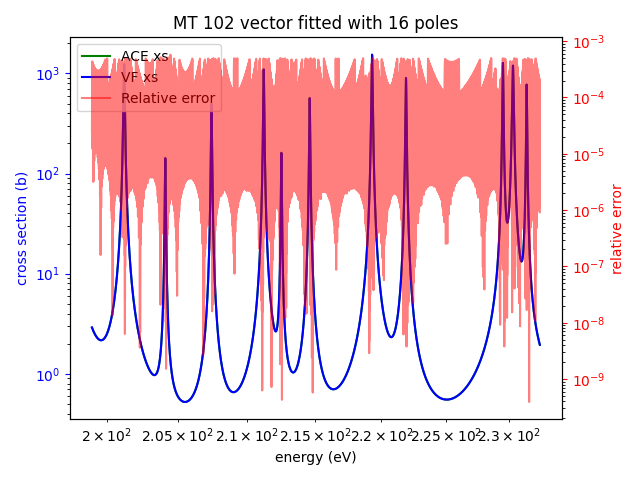 MT 102 vector fitted with 16 poles
ACE xs
VF xs
Relative error
10³
10²
10¹
10⁰
cross section (b)
10⁻³
10⁻⁴
10⁻⁵
10⁻⁶
10⁻⁷
10⁻⁸
10⁻⁹
relative error
2 × 10² 2.05 × 10² 2.1 × 10² 2.15 × 10² 2.2 × 10² 2.25 × 10² 2.3 × 10²
energy (eV)